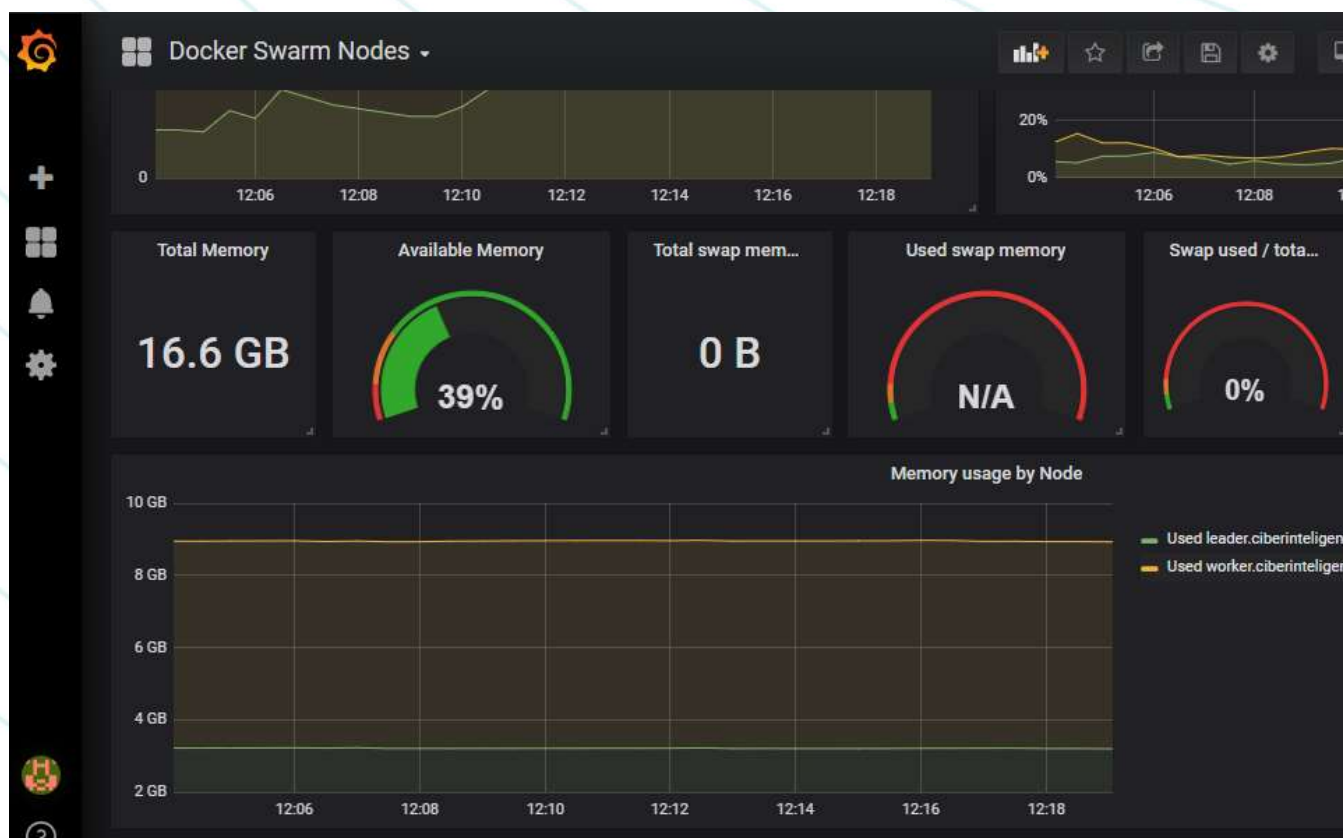 Docker Swarm Nodes
0
12:06 12:08 12:10 12:12 12:14 12:16 12:18
20%
0%
12:06 12:08
Total Memory
16.6 GB
Available Memory
39%
Total swap mem...
0 B
Used swap memory
N/A
Swap used / tota...
0%
Memory usage by Node
10 GB
8 GB
6 GB
4 GB
2 GB
12:06 12:08 12:10 12:12 12:14 12:16 12:18
Used leader.ciberinteligen
Used worker.ciberinteligen